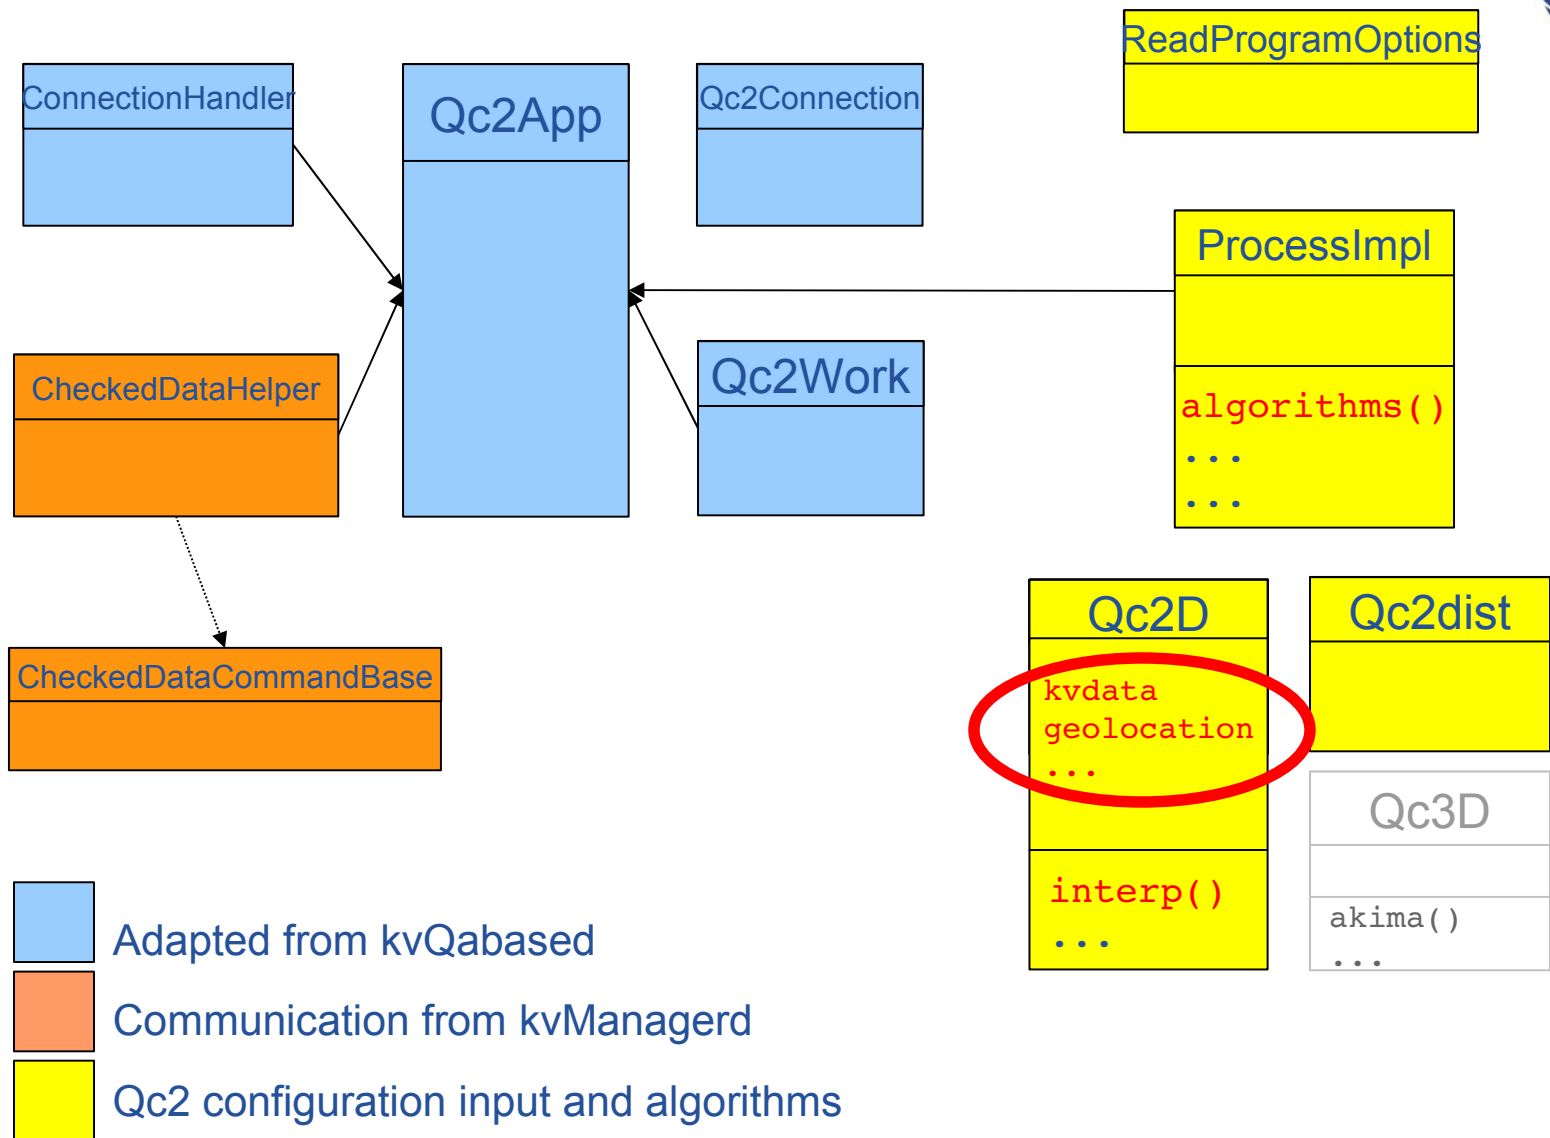 ReadProgramOptions
ConnectionHandler
Qc2App
Qc2Connection
ProcessImpl
algorithms()
...
...
CheckedDataHelper
Qc2Work
CheckedDataCommandBase
Qc2D
kvdata
geolocation
...
interp()
...
Qc2dist
Qc3D
akima()
...
Adapted from kvQabased
Communication from kvManagerd
Qc2 configuration input and algorithms